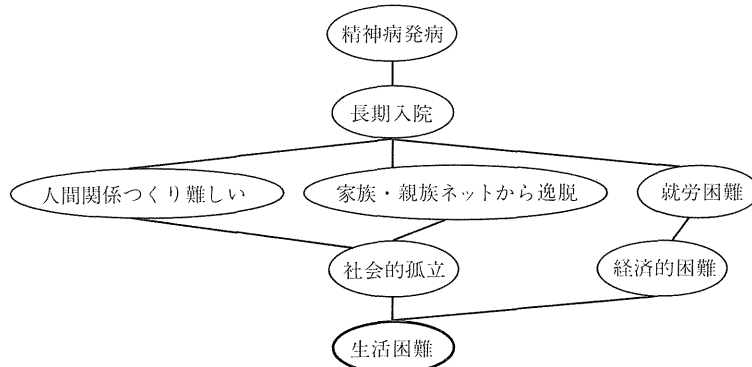 精神病発病
長期入院
人間関係つくり難しい
家族・親族ネットから逸脱
就労困難
社会的孤立
経済的困難
生活困難